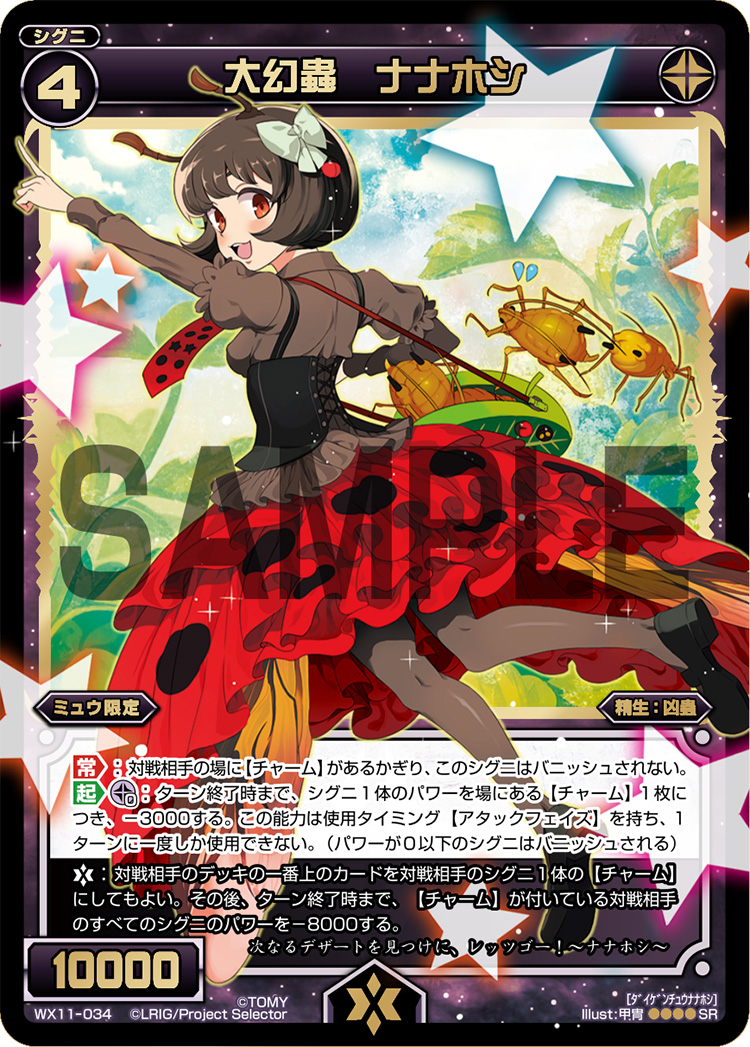 シグニ
4
大幻蟲　ナナホシ
SAMPLE
ミュウ限定
精生：凶蟲
常：対戦相手の場に【チャーム】があるかぎり、このシグニはバニッシュされない。
起 0：ターン終了時まで、シグニ１体のパワーを場にある【チャーム】１枚に
つき、－3000する。この能力は使用タイミング【アタックフェイズ】を持ち、１
ターンに一度しか使用できない。（パワーが０以下のシグニはバニッシュされる）
：対戦相手のデッキの一番上のカードを対戦相手のシグニ１体の【チャーム】
にしてもよい。その後、ターン終了時まで、【チャーム】が付いている対戦相手
のすべてのシグニのパワーを－8000する。
次なるデザートを見つけに、レッツゴー！～ナナホシ～
10000
©TOMY
[ﾀﾞｲｹﾞﾝﾁｭｳﾅﾅﾎｼ]
WX11-034 ©LRIG/Project Selector
Illust:甲冑 SR